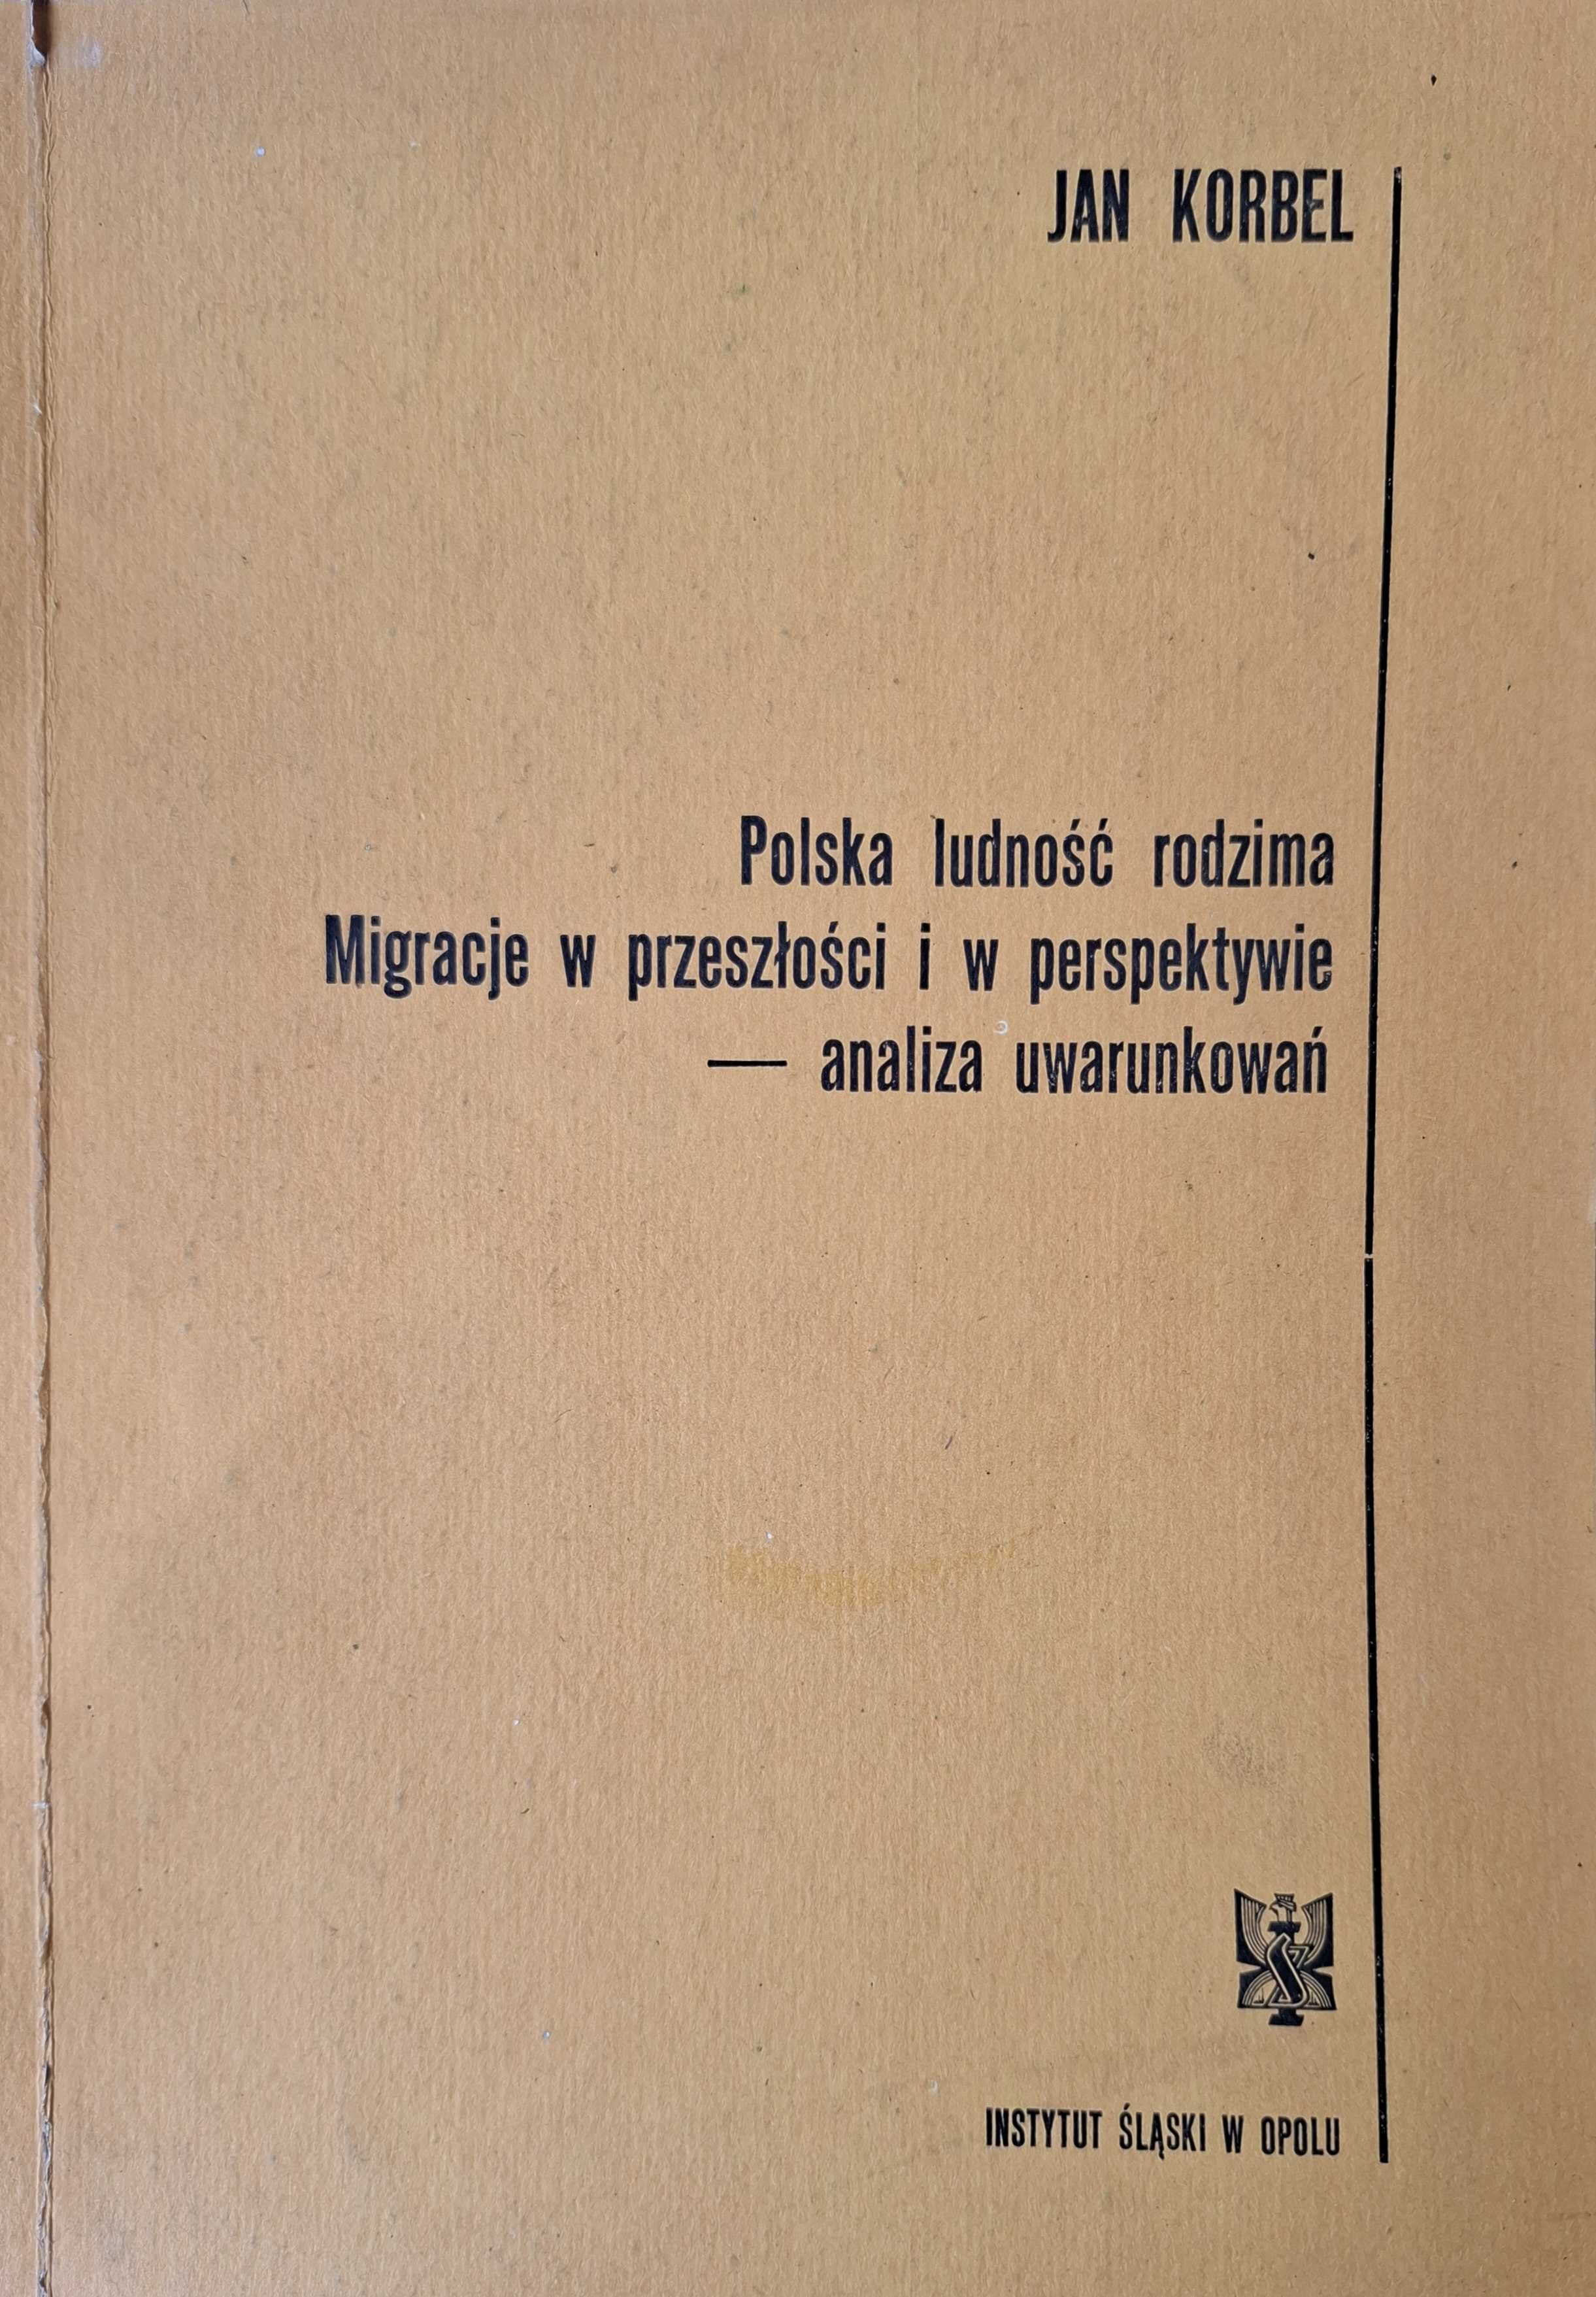 JAN KORBEL
Polska ludność rodzima
Migracje w przeszłości i w perspektywie
— analiza uwarunkowań
INSTYTUT ŚLĄSKI W OPOLU